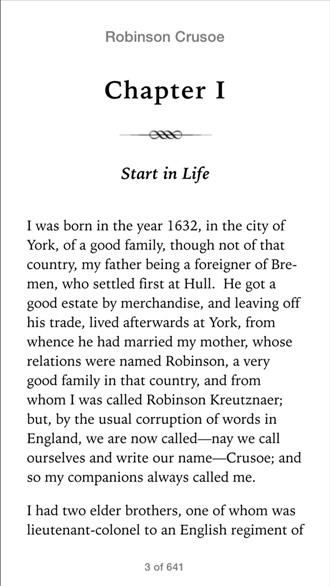 Robinson Crusoe
Chapter I
Start in Life
I was born in the year 1632, in the city of
York, of a good family, though not of that
country, my father being a foreigner of Bre-
men, who settled first at Hull.  He got a
good estate by merchandise, and leaving off
his trade, lived afterwards at York, from
whence he had married my mother, whose
relations were named Robinson, a very
good family in that country, and from
whom I was called Robinson Kreutznaer;
but, by the usual corruption of words in
England, we are now called—nay we call
ourselves and write our name—Crusoe; and
so my companions always called me.
I had two elder brothers, one of whom was
lieutenant-colonel to an English regiment of
3 of 641